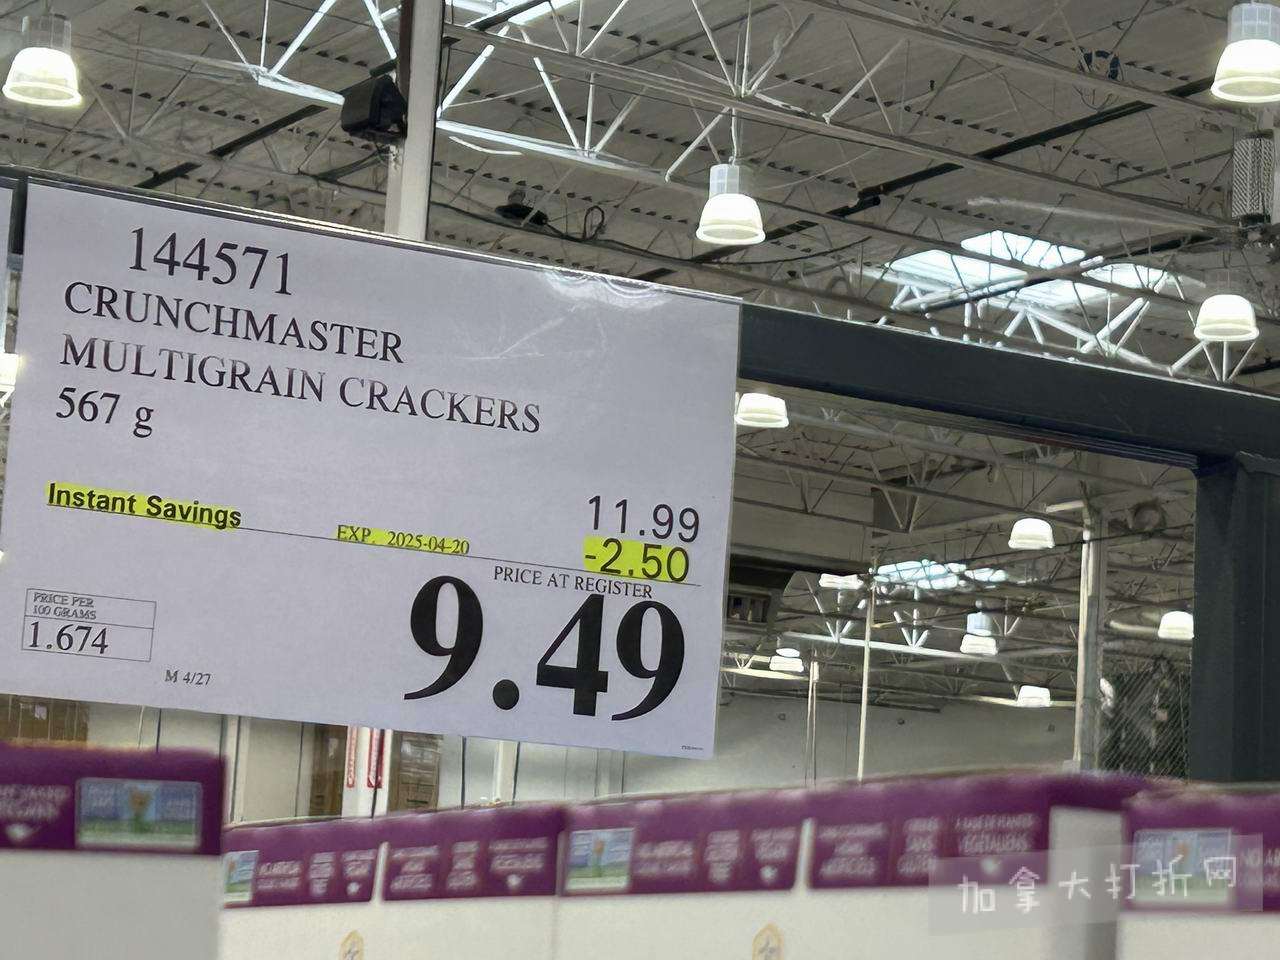 144571
CRUNCHMASTER
MULTIGRAIN CRACKERS
567 g
Instant Savings
EXP. 2025-04-20
11.99
-2.50
PRICE AT REGISTER
9.49
PRICE PER
100 GRAMS
1.674
M 4/27
VÉGÉTALIENS
加拿大打折网